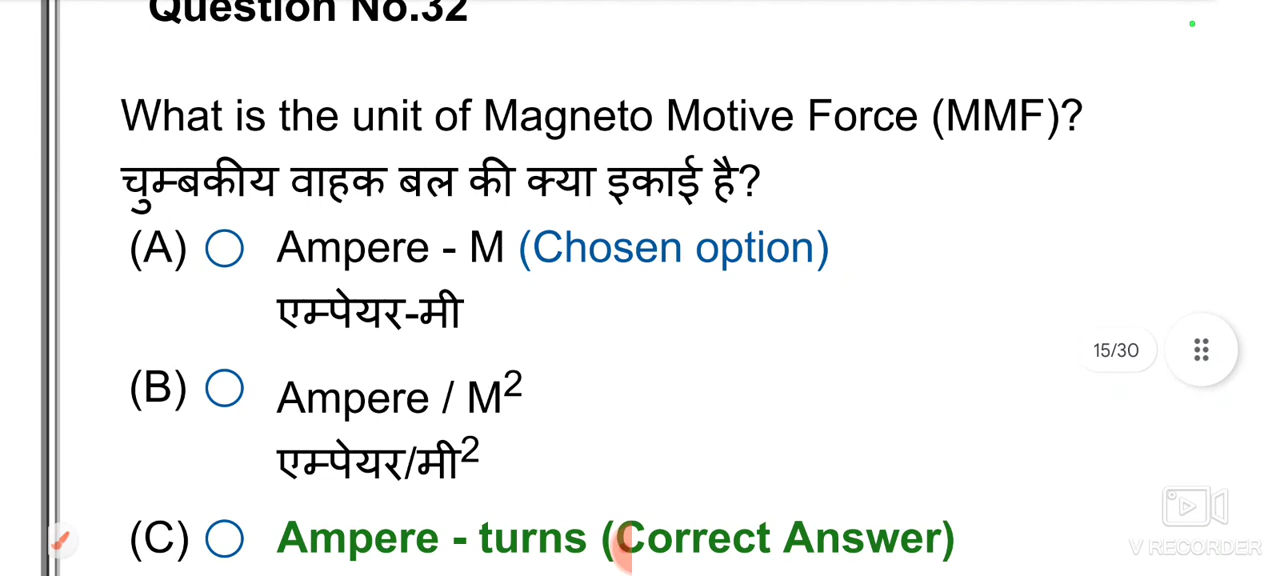 Question No.32
What is the unit of Magneto Motive Force (MMF)?
चुम्बकीय वाहक बल की क्या इकाई है?
(A) Ampere - M (Chosen option)
एम्पेयर-मी
15/30
(B) Ampere / M²
एम्पेयर/मी²
(C) Ampere - turns (Correct Answer)
V RECORDER